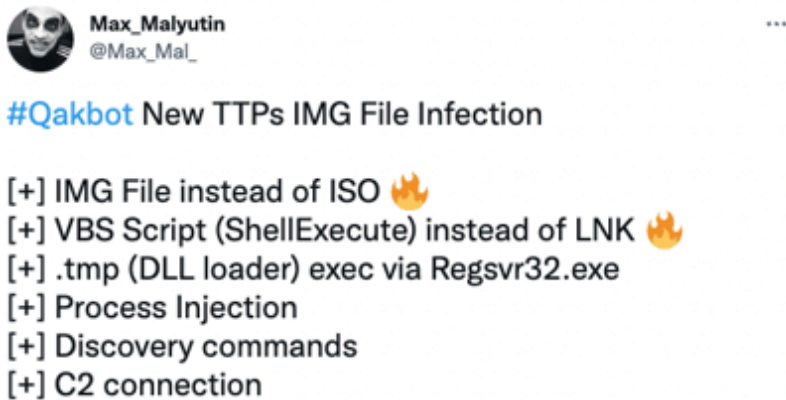 Max_Malyutin
@Max_Mal_
#Qakbot New TTPs IMG File Infection
[+] IMG File instead of ISO 🔥
[+] VBS Script (ShellExecute) instead of LNK 🔥
[+] .tmp (DLL loader) exec via Regsvr32.exe
[+] Process Injection
[+] Discovery commands
[+] C2 connection